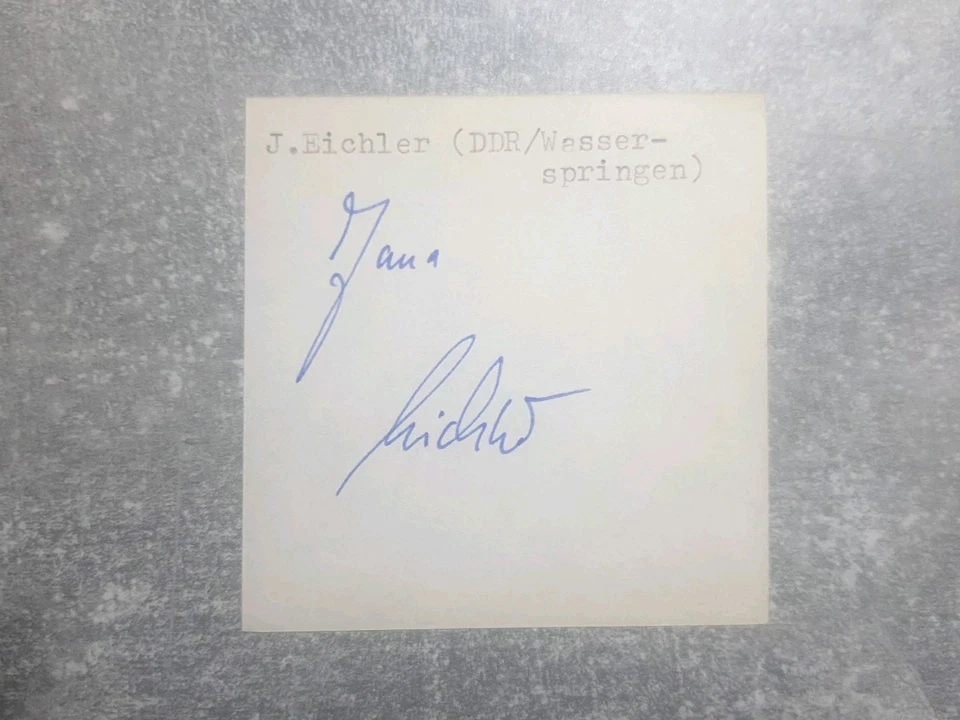 J.Eichler (DDR/Wasser-
springen)
Jana
Eichler